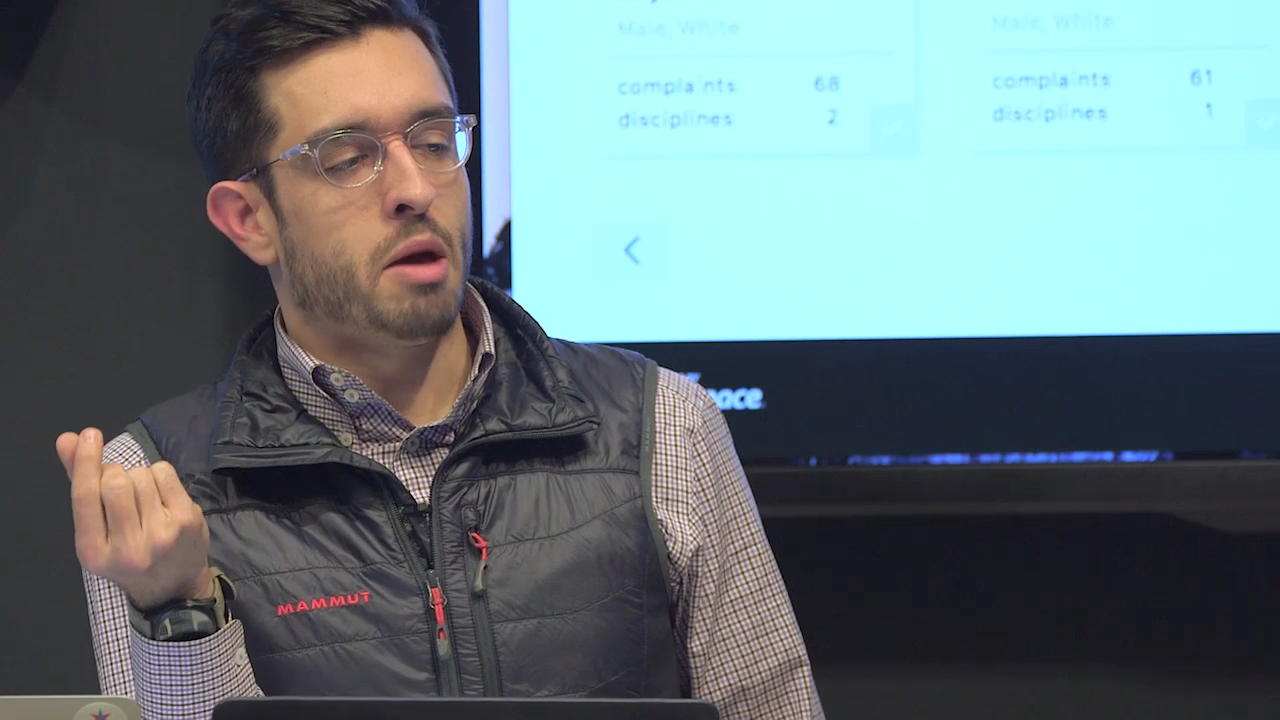 Male, White
complaints 68
disciplines 2
Male, White
complaints 61
disciplines 1
MAMMUT